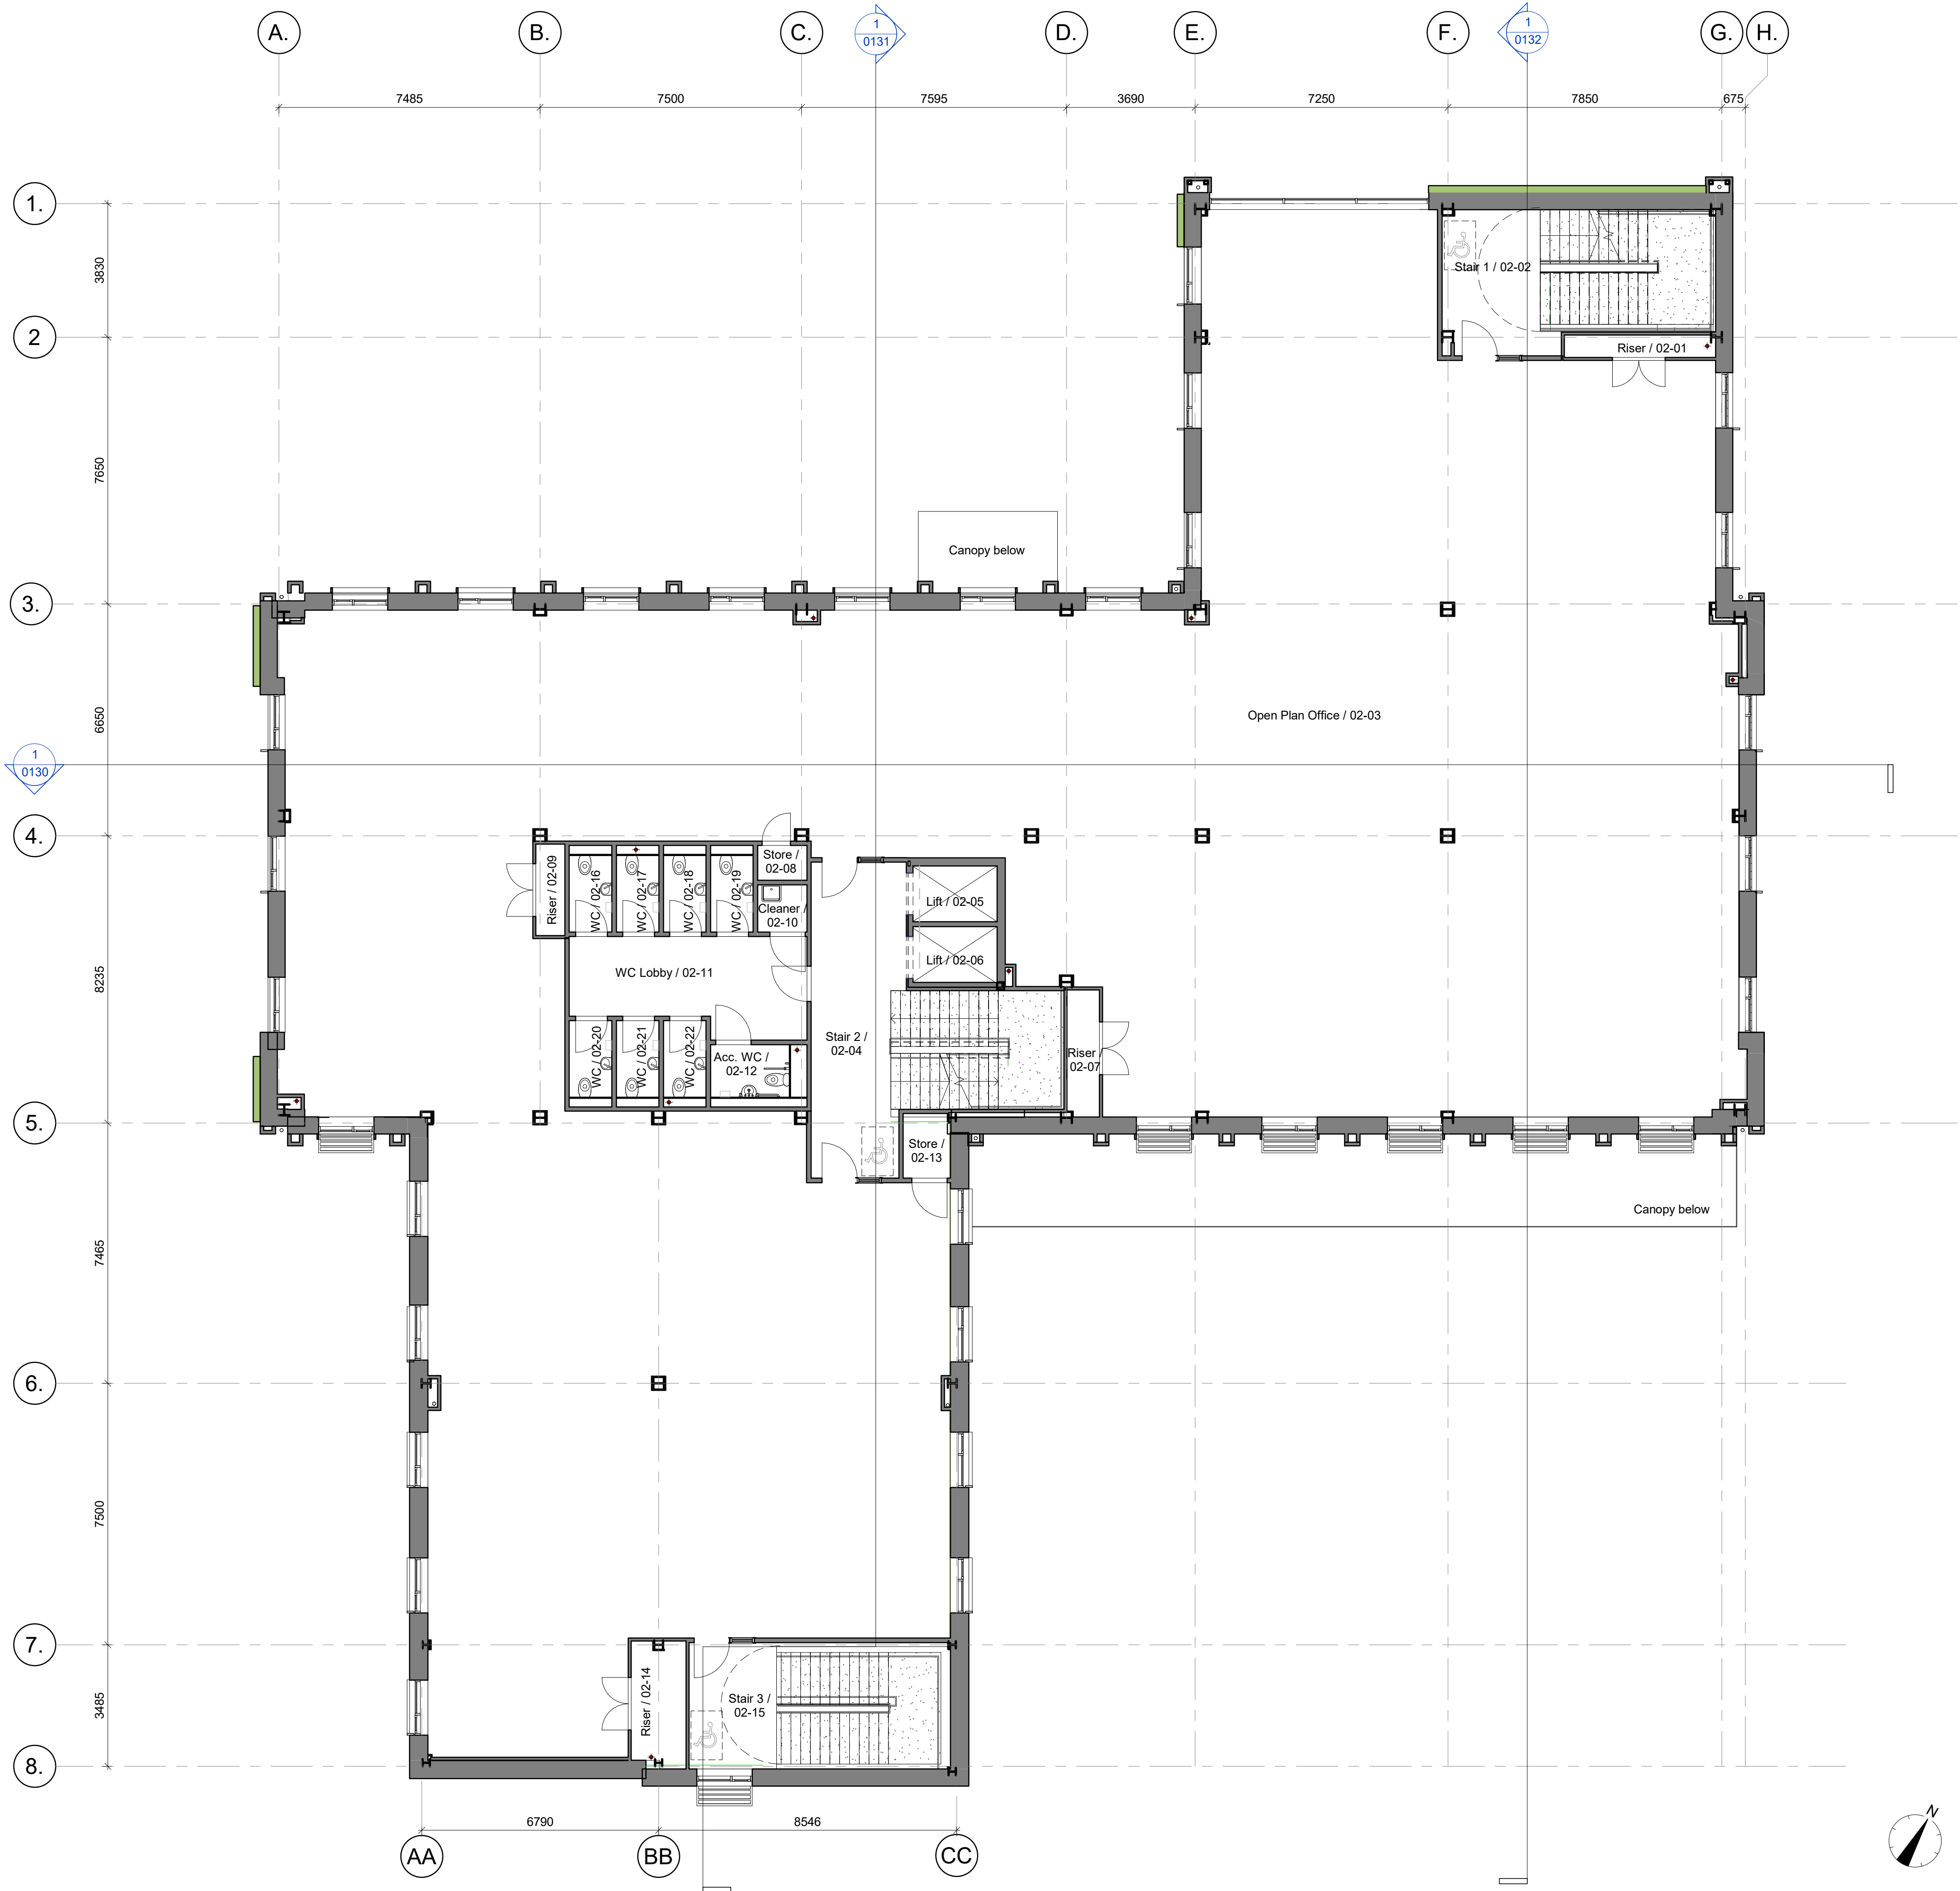 A.
B.
C.
1
0131
D.
E.
F.
1
0132
G.
H.
7485
7500
7595
3690
7250
7850
675
1.
3830
Stair 1 / 02-02
2
Riser / 02-01
7650
Canopy below
3.
6650
Open Plan Office / 02-03
1
0130
4.
Store /
02-08
Riser / 02-09
WC / 02-16
WC / 02-17
WC / 02-18
WC / 02-19
Cleaner /
02-10
Lift / 02-05
Lift / 02-06
8235
WC Lobby / 02-11
Stair 2 /
02-04
WC / 02-20
WC / 02-21
WC / 02-22
Acc. WC /
02-12
Riser /
02-07
5.
Store /
02-13
Canopy below
7465
6.
7500
7.
Riser / 02-14
Stair 3 /
02-15
3485
8.
6790
8546
AA
BB
CC
N